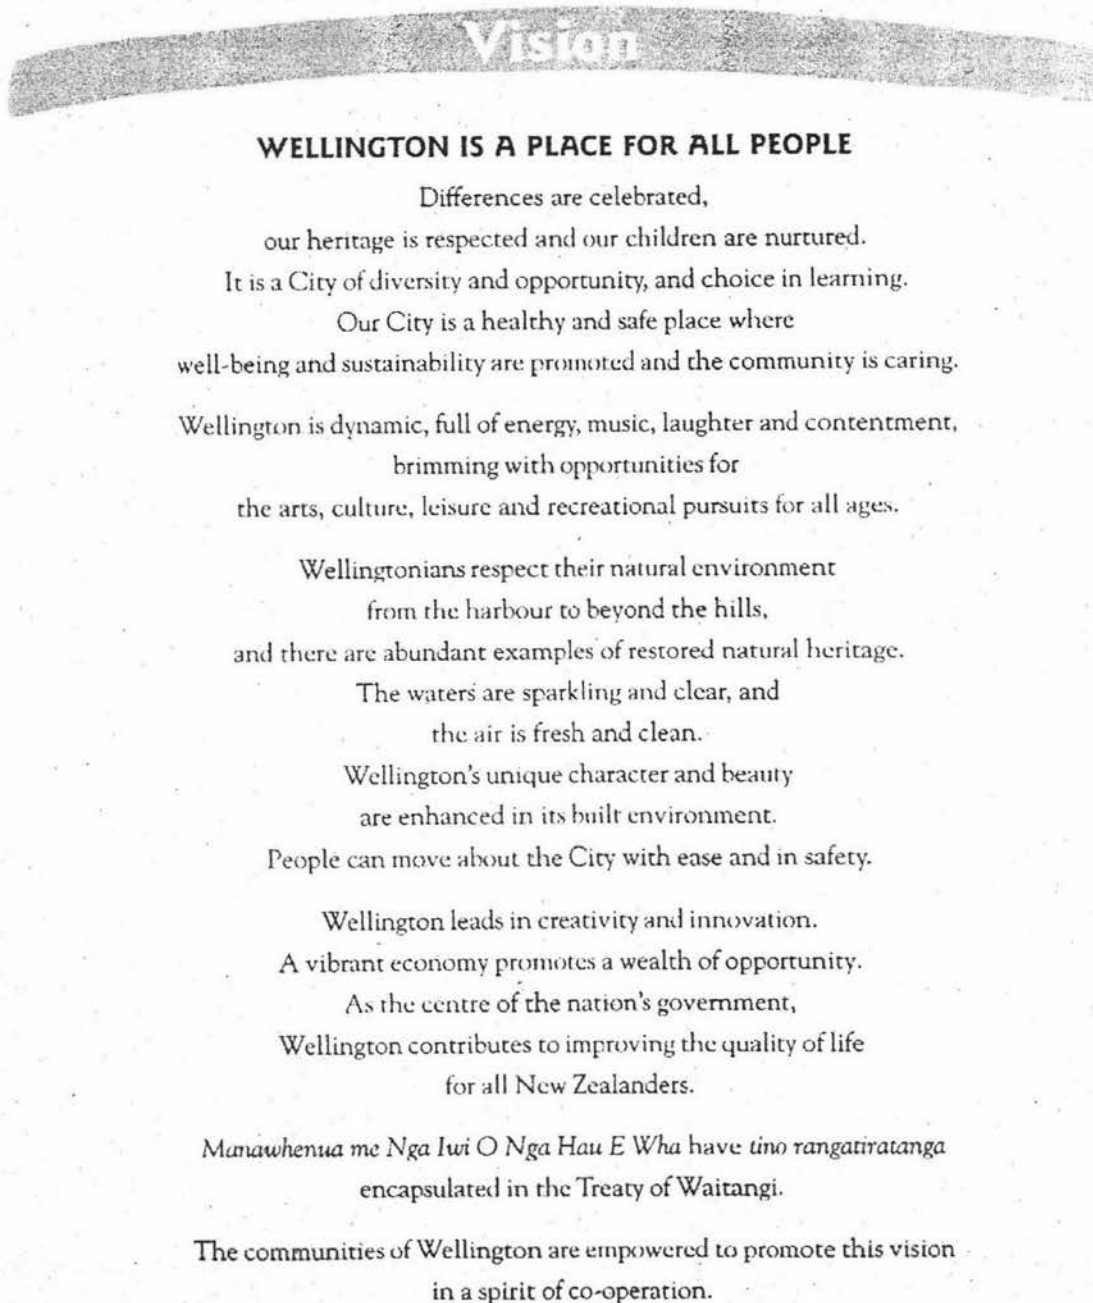 Vision
WELLINGTON IS A PLACE FOR ALL PEOPLE
Differences are celebrated,
our heritage is respected and our children are nurtured.
It is a City of diversity and opportunity, and choice in learning.
Our City is a healthy and safe place where
well-being and sustainability are promoted and the community is caring.
Wellington is dynamic, full of energy, music, laughter and contentment,
brimming with opportunities for
the arts, culture, leisure and recreational pursuits for all ages.
Wellingtonians respect their natural environment
from the harbour to beyond the hills,
and there are abundant examples of restored natural heritage.
The waters are sparkling and clear, and
the air is fresh and clean.
Wellington's unique character and beauty
are enhanced in its built environment.
People can move about the City with ease and in safety.
Wellington leads in creativity and innovation.
A vibrant economy promotes a wealth of opportunity.
As the centre of the nation's government,
Wellington contributes to improving the quality of life
for all New Zealanders.
Manawhenua me Nga Iwi O Nga Hau E Wha have tino rangatiratanga
encapsulated in the Treaty of Waitangi.
The communities of Wellington are empowered to promote this vision
in a spirit of co-operation.